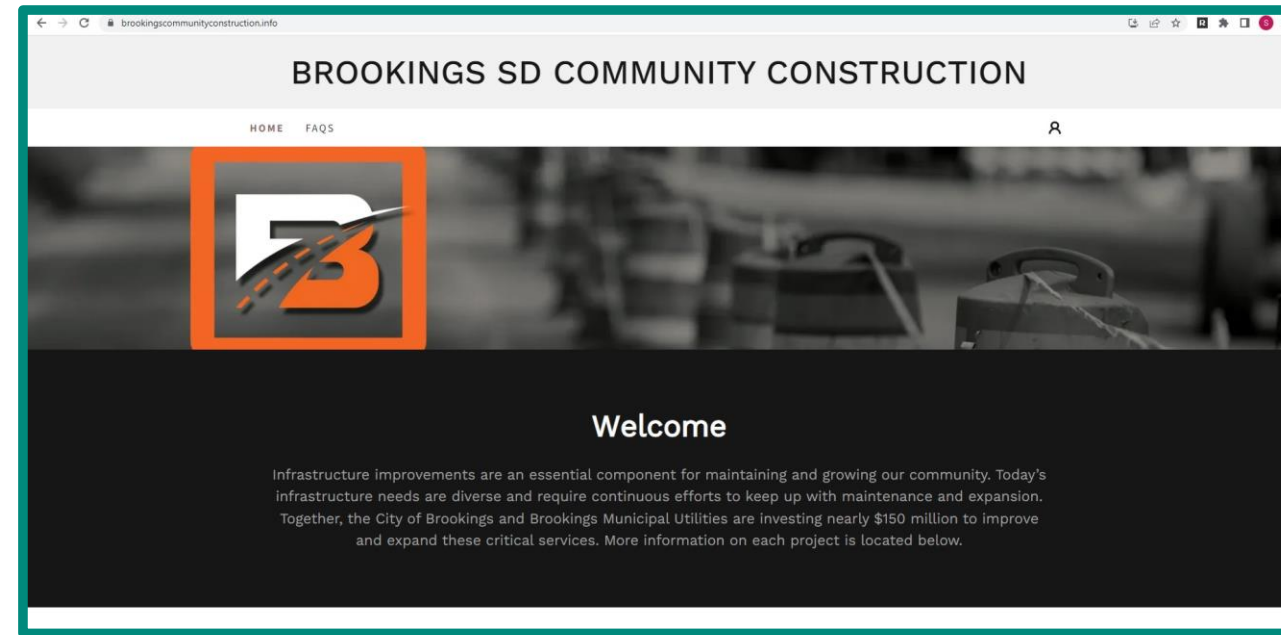 brookingscommunityconstruction.info
R
S
BROOKINGS SD COMMUNITY CONSTRUCTION
HOME FAQS
B
Welcome
Infrastructure improvements are an essential component for maintaining and growing our community. Today's
infrastructure needs are diverse and require continuous efforts to keep up with maintenance and expansion.
Together, the City of Brookings and Brookings Municipal Utilities are investing nearly $150 million to improve
and expand these critical services. More information on each project is located below.